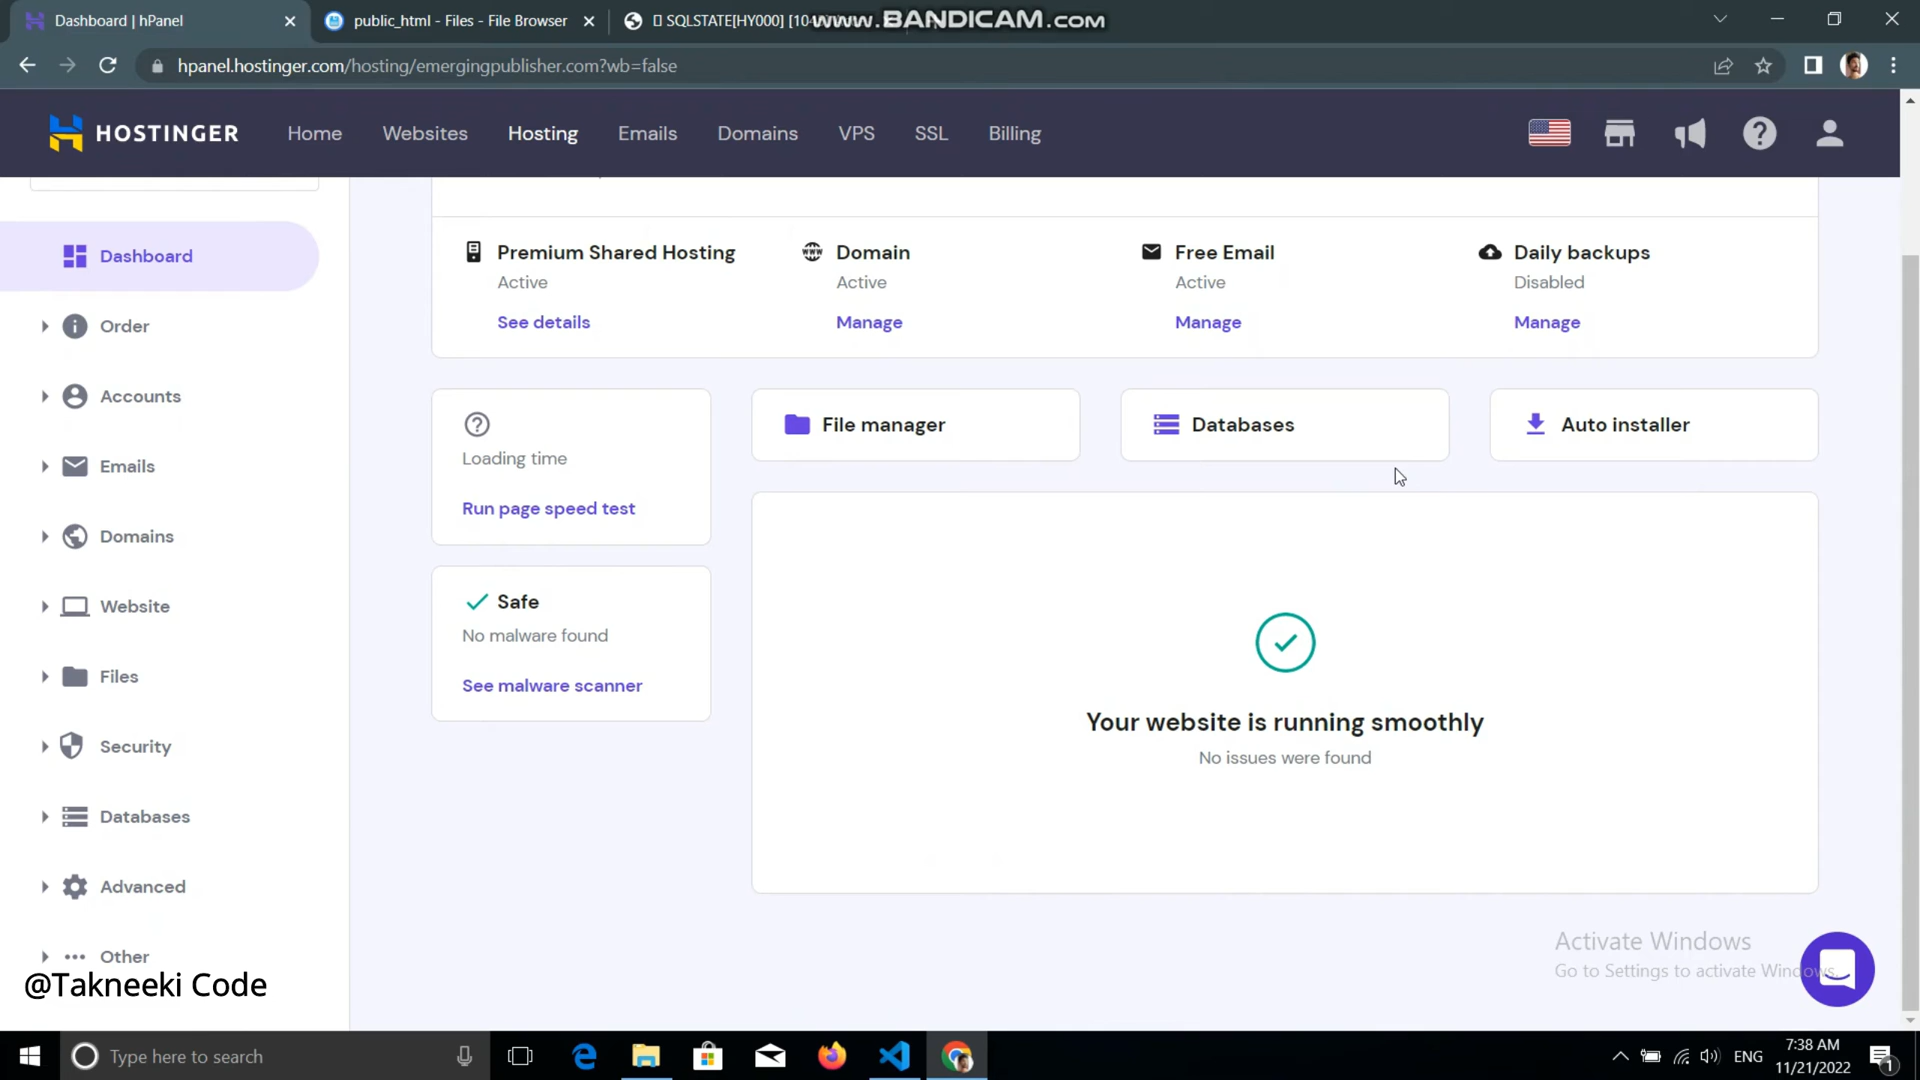 Dashboard | hPanel
public_html - Files - File Browser
SQLSTATE[HY000] [104
www.BANDICAM.com
hpanel.hostinger.com/hosting/emergingpublisher.com?wb=false
HOSTINGER
Home
Websites
Hosting
Emails
Domains
VPS
SSL
Billing
Dashboard
Order
Accounts
Emails
Domains
Website
Files
Security
Databases
Advanced
Other
@Takneeki Code
Premium Shared Hosting
Active
See details
Domain
Active
Manage
Free Email
Active
Manage
Daily backups
Disabled
Manage
Loading time
Run page speed test
File manager
Databases
Auto installer
Safe
No malware found
See malware scanner
Your website is running smoothly
No issues were found
Activate Windows
Go to Settings to activate Windows.
Type here to search
ENG
7:38 AM
11/21/2022
1